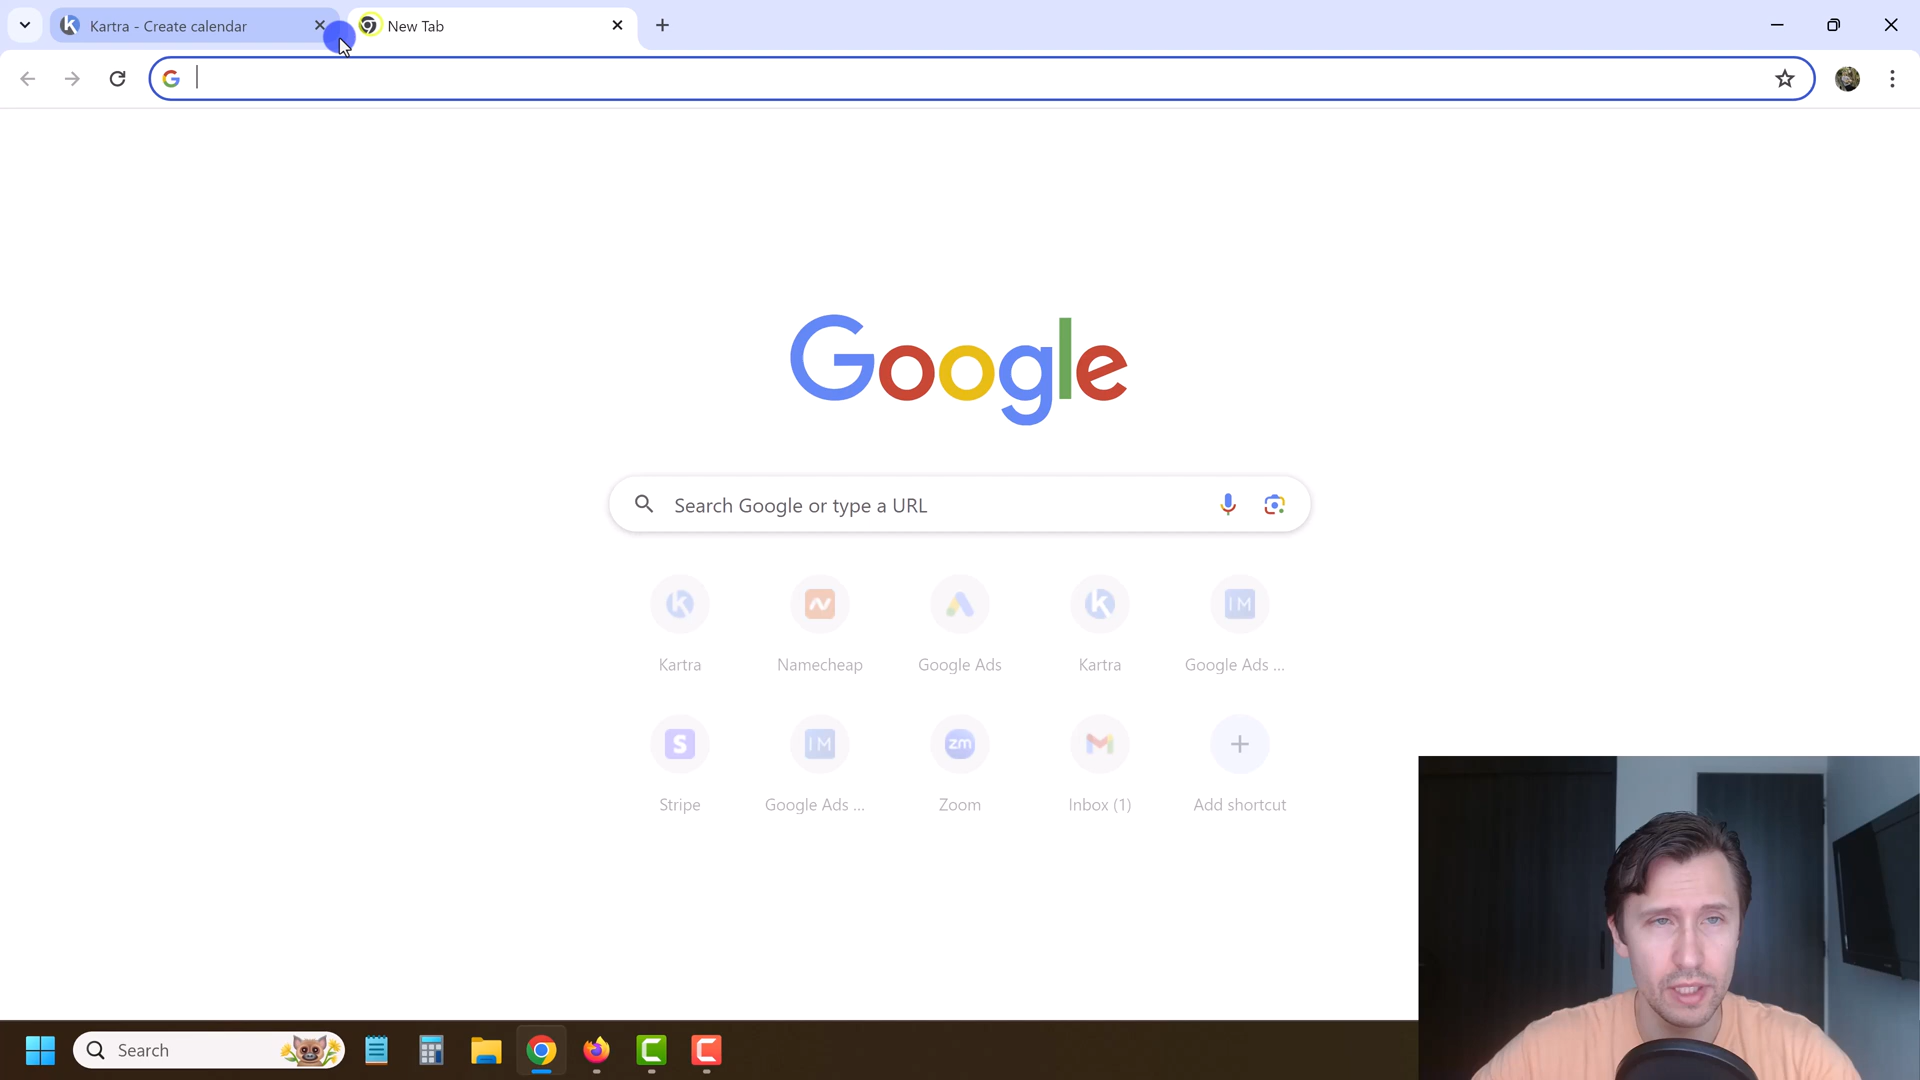 Kartra - Create calendar
New Tab
Google
Search Google or type a URL
Kartra
Namecheap
Google Ads
Kartra
Google Ads ...
Stripe
Google Ads ...
Zoom
Inbox (1)
Add shortcut
Search